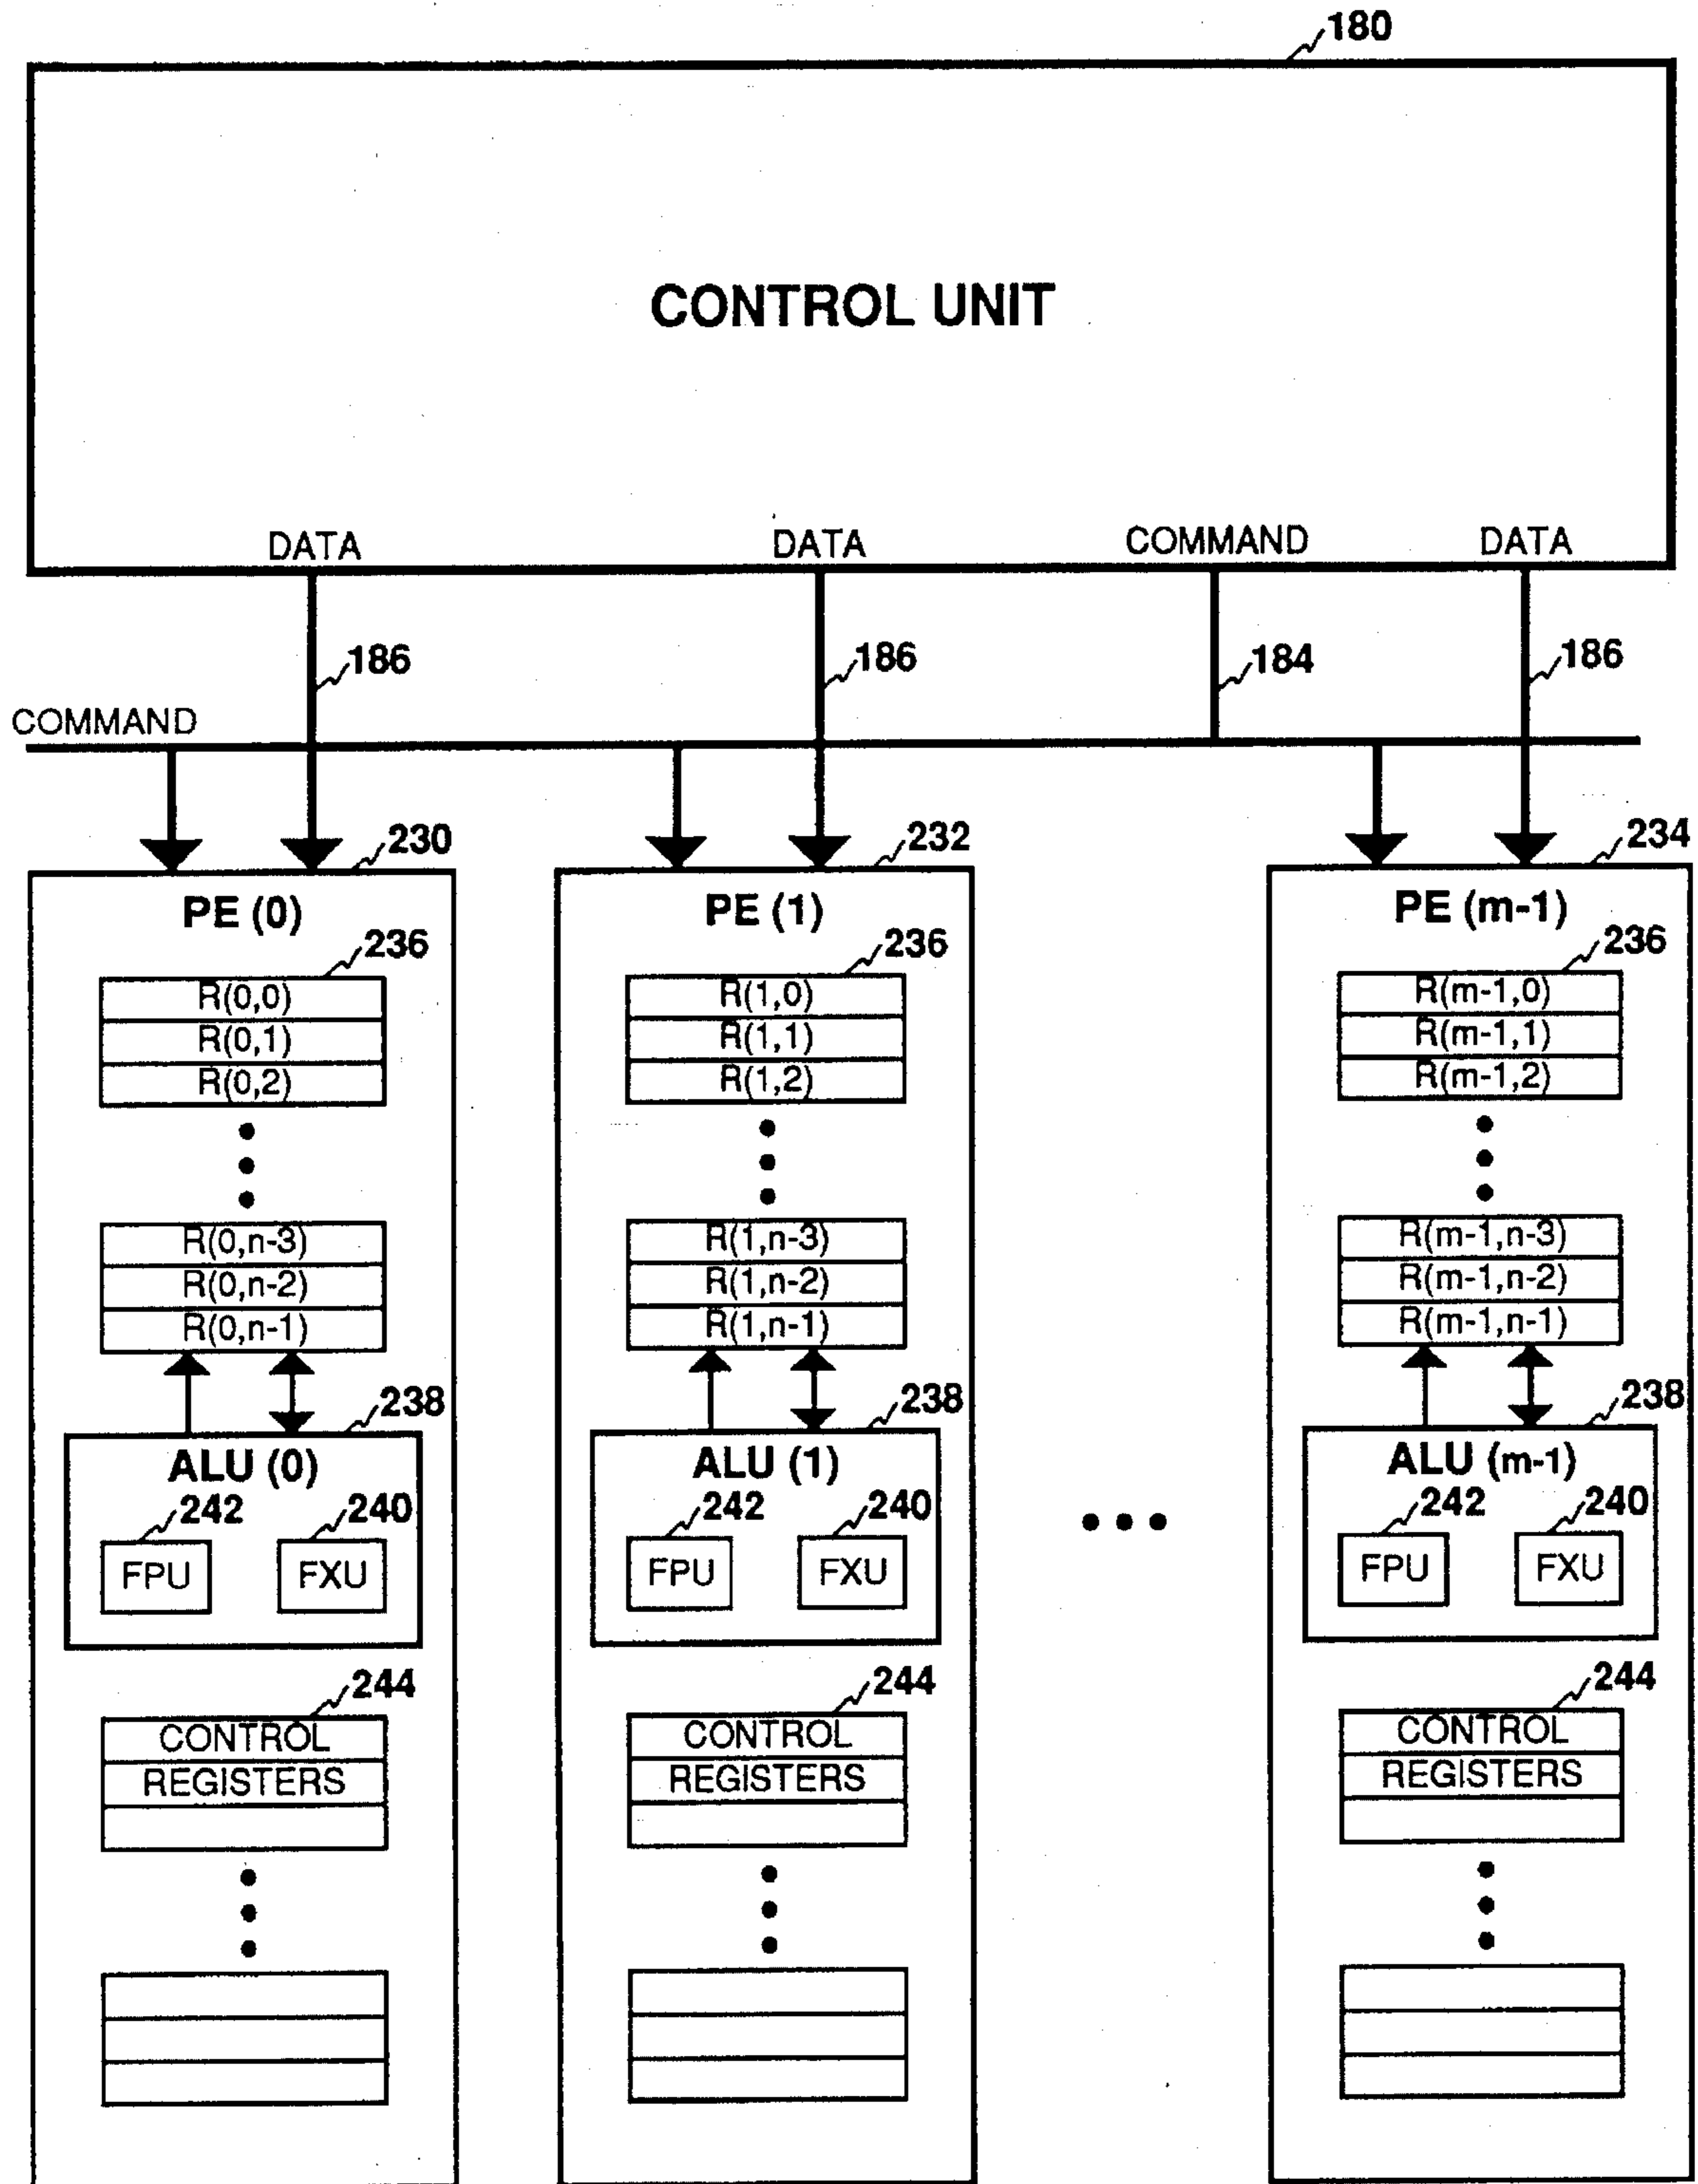 180
CONTROL UNIT
DATA DATA COMMAND DATA
186 186 184 186
COMMAND
230 232 234
PE (0) PE (1) PE (m-1)
236 236 236
R(0,0) R(1,0) R(m-1,0)
R(0,1) R(1,1) R(m-1,1)
R(0,2) R(1,2) R(m-1,2)
R(0,n-3) R(1,n-3) R(m-1,n-3)
R(0,n-2) R(1,n-2) R(m-1,n-2)
R(0,n-1) R(1,n-1) R(m-1,n-1)
238 238 238
ALU (0) ALU (1) ALU (m-1)
242 240 242 240 242 240
FPU FXU FPU FXU FPU FXU
244 244 244
CONTROL CONTROL CONTROL
REGISTERS REGISTERS REGISTERS